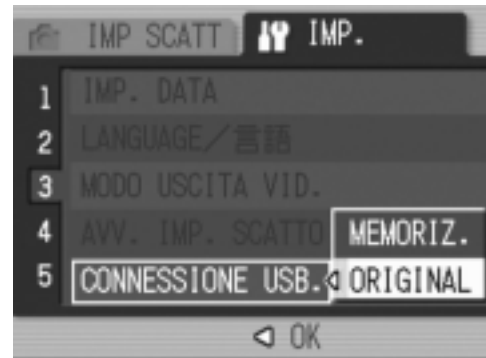 IMP SCATT IMP.
1 IMP. DATA
2 LANGUAGE/言語
3 MODO USCITA VID.
4 AVV. IMP. SCATTO MEMORIZ.
5 CONNESSIONE USB. ORIGINAL
OK